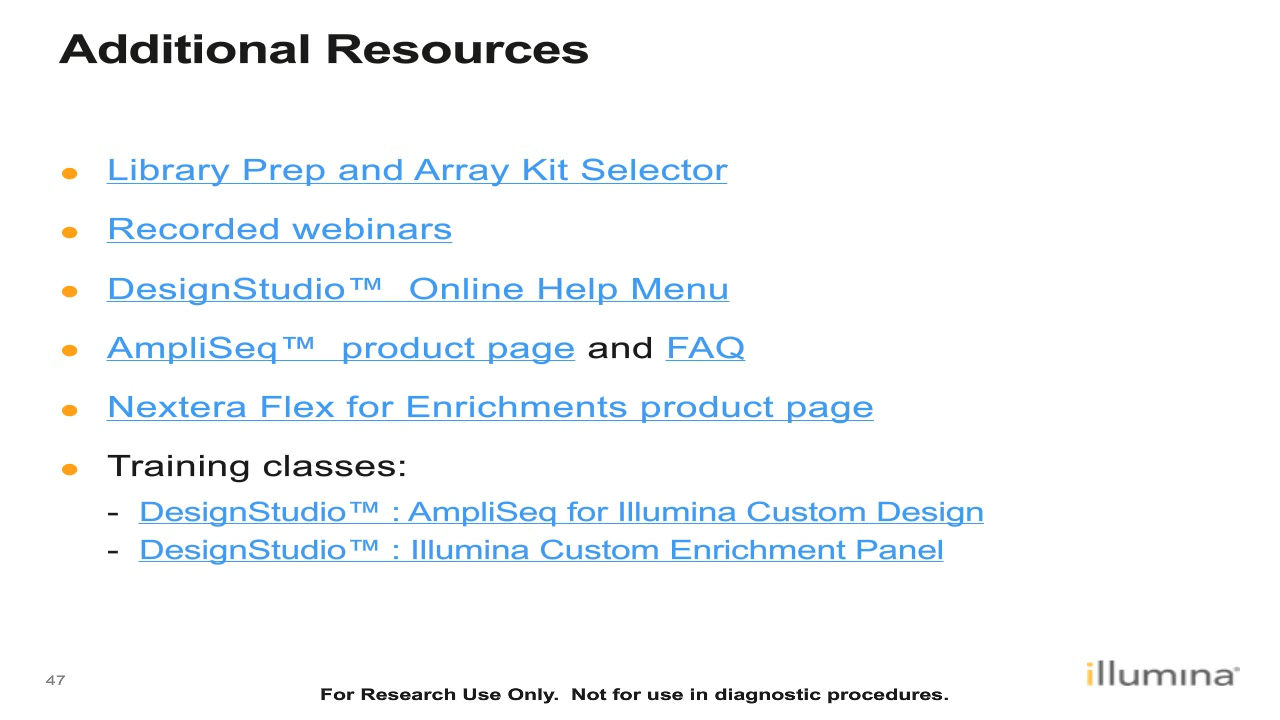 Additional Resources
Library Prep and Array Kit Selector
Recorded webinars
DesignStudio™ Online Help Menu
AmpliSeq™ product page and FAQ
Nextera Flex for Enrichments product page
Training classes:
- DesignStudio™ : AmpliSeq for Illumina Custom Design
- DesignStudio™ : Illumina Custom Enrichment Panel
47
For Research Use Only. Not for use in diagnostic procedures.
illumina®